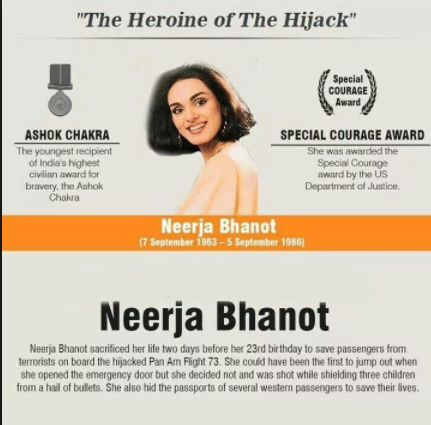 "The Heroine of The Hijack"
Special
COURAGE
Award
ASHOK CHAKRA
The youngest recipient
of India's highest
civilian award for
bravery, the Ashok
Chakra
SPECIAL COURAGE AWARD
She was awarded the
Special Courage
award by the US
Department of Justice.
Neerja Bhanot
(7 September 1963 – 5 September 1986)
Neerja Bhanot
Neerja Bhanot sacrificed her life two days before her 23rd birthday to save passengers from
terrorists on board the hijacked Pan Am Flight 73. She could have been the first to jump out when
she opened the emergency door but she decided not and was shot while shielding three children
from a hail of bullets. She also hid the passports of several western passengers to save their lives.